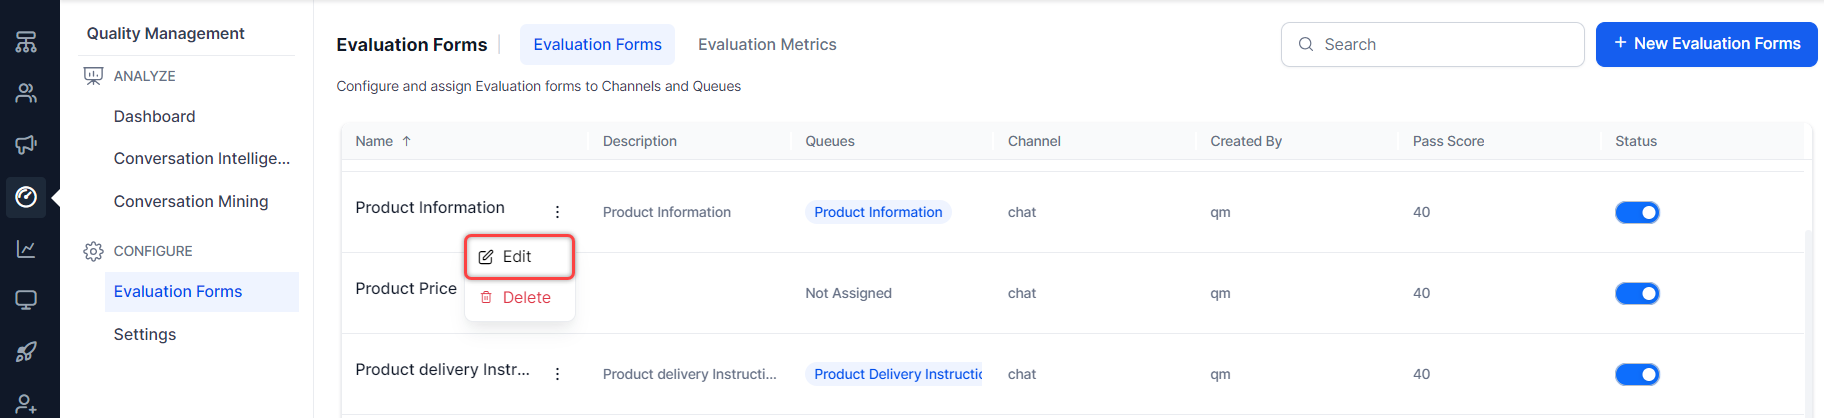 Quality Management
ANALYZE
Dashboard
Conversation Intellige...
Conversation Mining
CONFIGURE
Evaluation Forms
Settings
Evaluation Forms
Evaluation Forms
Evaluation Metrics
Search
+ New Evaluation Forms
Configure and assign Evaluation forms to Channels and Queues
Name ↑ Description Queues Channel Created By Pass Score Status
Product Information Product Information Product Information chat qm 40
Edit
Delete
Product Price Not Assigned chat qm 40
Product delivery Instr... Product delivery Instructi... Product Delivery Instructic chat qm 40